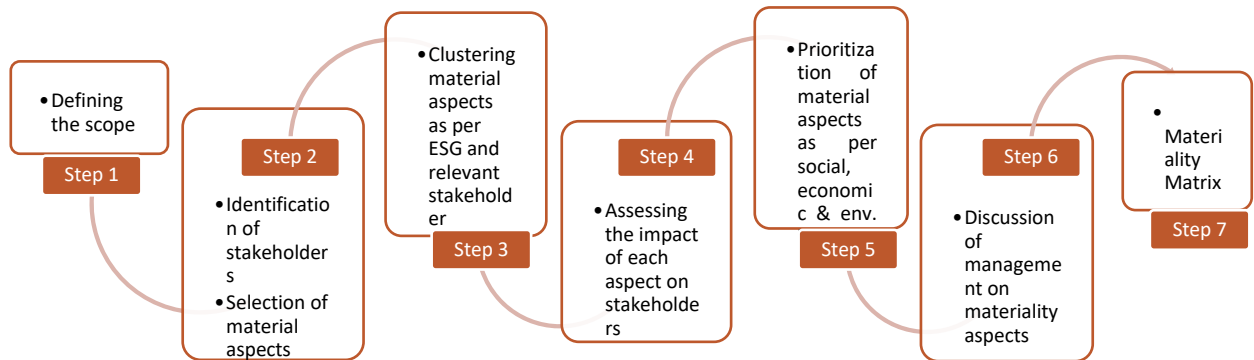 • Defining
the scope
Step 1
Step 2
• Identificatio
n of
stakeholder
s
• Selection of
material
aspects
• Clustering
material
aspects
as per
ESG and
relevant
stakehold
er
Step 3
Step 4
• Assessing
the impact
of each
aspect on
stakeholde
rs
• Prioritiza
tion of
material
aspects
as per
social,
economi
c & env.
Step 5
Step 6
• Discussion
of
manageme
nt on
materiality
aspects
•
Materi
ality
Matrix
Step 7